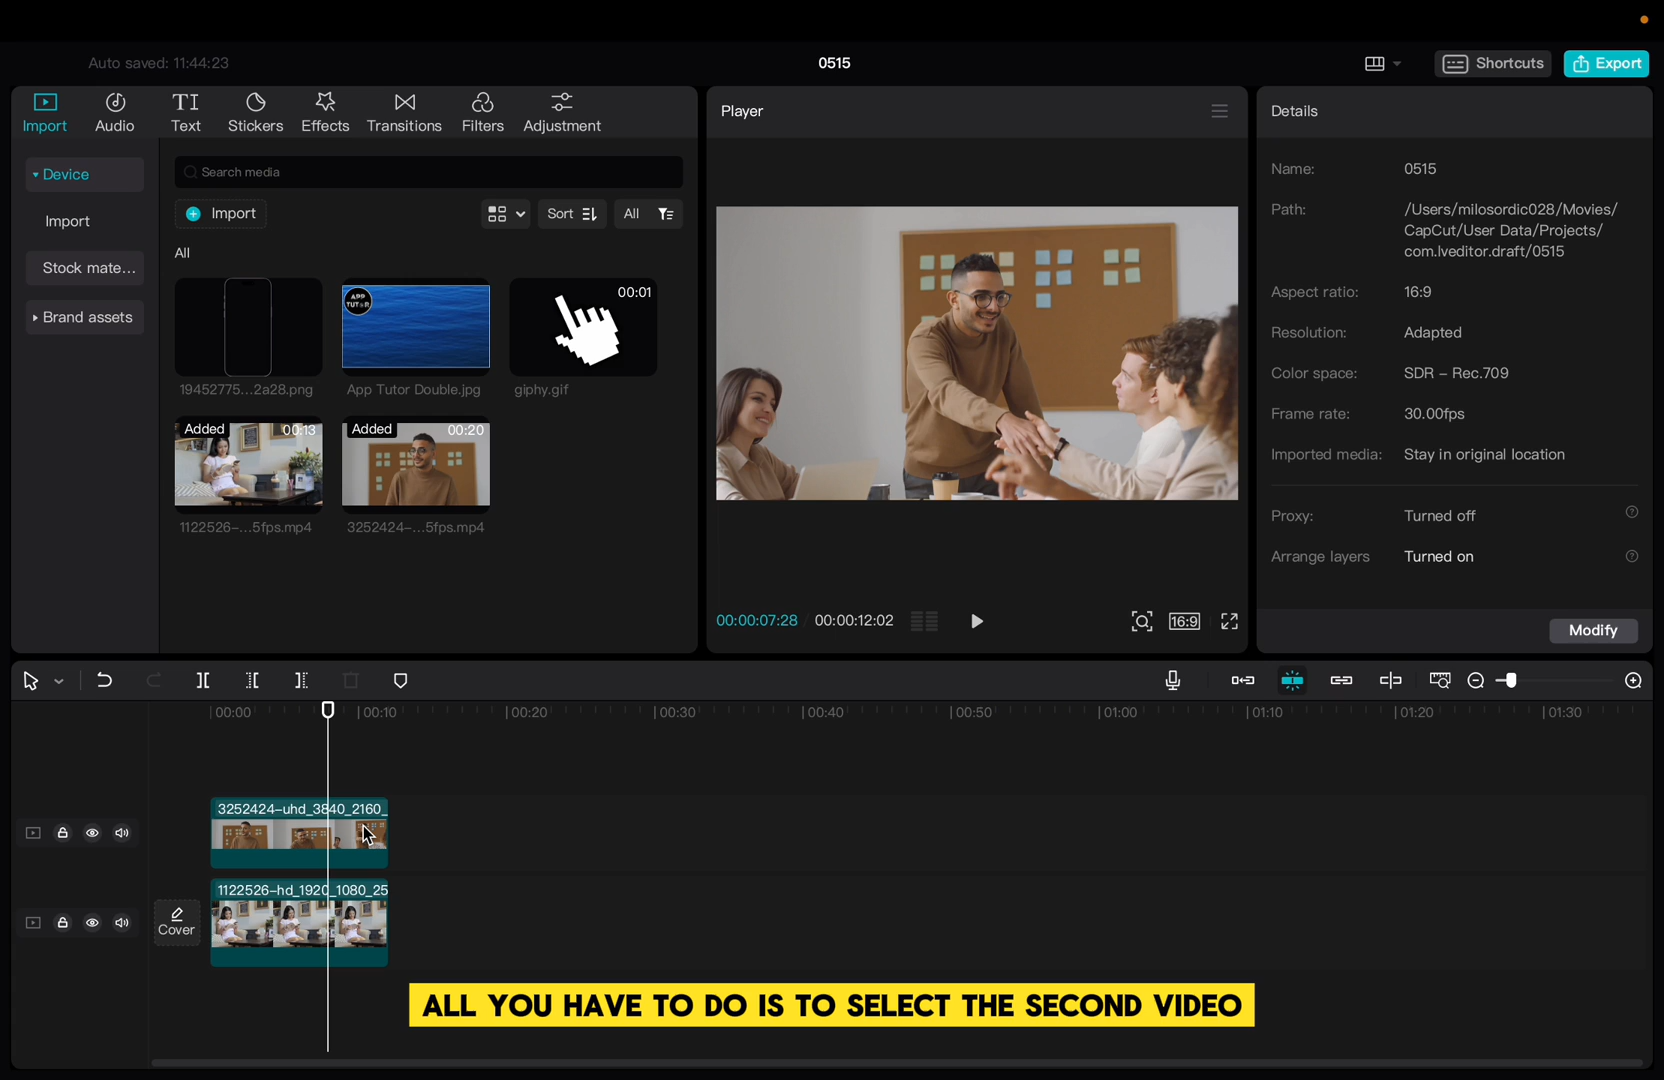 Auto saved: 11:44:23
0515
Shortcuts
Export
Import
Audio
Text
Stickers
Effects
Transitions
Filters
Adjustment
Device
Import
Stock mate...
Brand assets
Search media
Import
Sort
All
All
19452775...2a28.png
APP
TUTOR
App Tutor Double.jpg
00:01
giphy.gif
Added 00:13
1122526-...5fps.mp4
Added 00:20
3252424-...5fps.mp4
Player
00:00:07:28 00:00:12:02
16:9
Details
Name: 0515
Path: /Users/milosordic028/Movies/
CapCut/User Data/Projects/
com.lveditor.draft/0515
Aspect ratio: 16:9
Resolution: Adapted
Color space: SDR - Rec.709
Frame rate: 30.00fps
Imported media: Stay in original location
Proxy: Turned off
Arrange layers Turned on
Modify
00:00 00:10 00:20 00:30 00:40 00:50 01:00 01:10 01:20 01:30
3252424-uhd_3840_2160_
1122526-hd_1920_1080_25
Cover
ALL YOU HAVE TO DO IS TO SELECT THE SECOND VIDEO